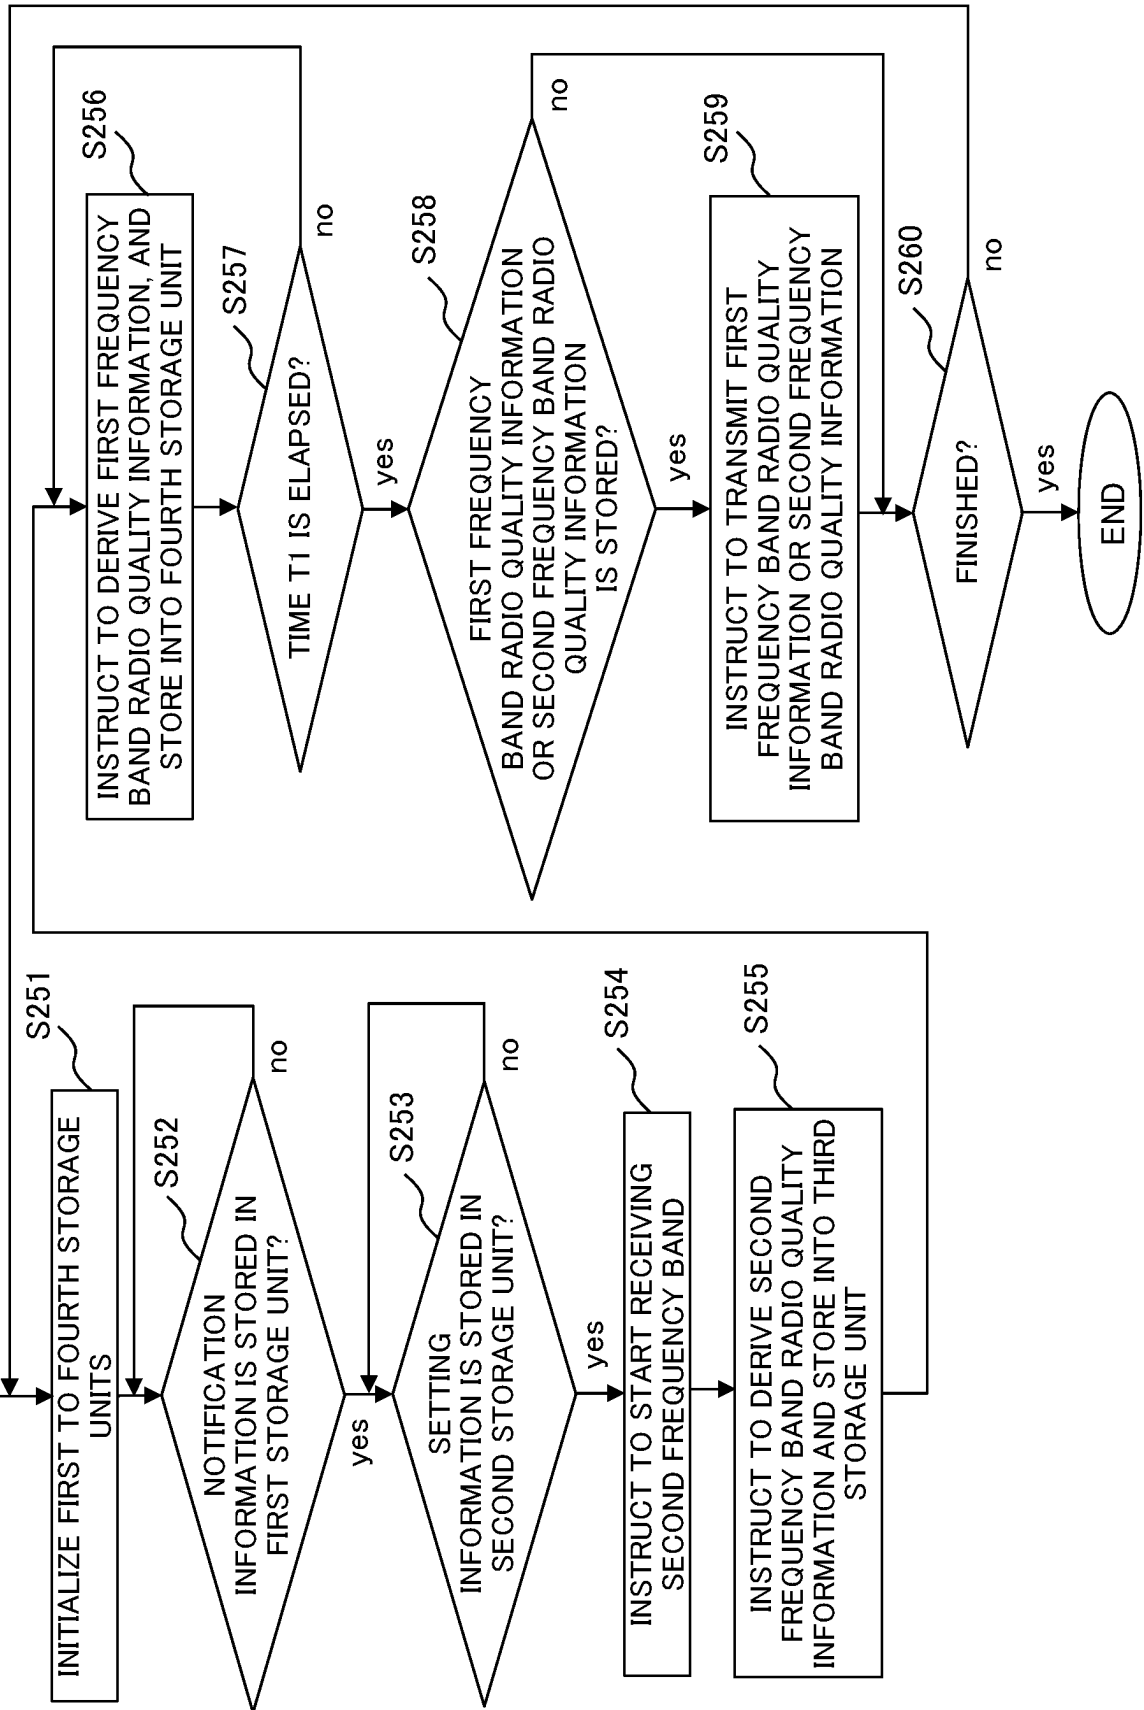 S251
INITIALIZE FIRST TO FOURTH STORAGE
UNITS
S252
NOTIFICATION
INFORMATION IS STORED IN
FIRST STORAGE UNIT?
no
yes
S253
SETTING
INFORMATION IS STORED IN
SECOND STORAGE UNIT?
no
yes
S254
INSTRUCT TO START RECEIVING
SECOND FREQUENCY BAND
S255
INSTRUCT TO DERIVE SECOND
FREQUENCY BAND RADIO QUALITY
INFORMATION AND STORE INTO THIRD
STORAGE UNIT
S256
INSTRUCT TO DERIVE FIRST FREQUENCY
BAND RADIO QUALITY INFORMATION, AND
STORE INTO FOURTH STORAGE UNIT
S257
TIME T1 IS ELAPSED?
no
yes
S258
FIRST FREQUENCY
BAND RADIO QUALITY INFORMATION
OR SECOND FREQUENCY BAND RADIO
QUALITY INFORMATION
IS STORED?
no
yes
S259
INSTRUCT TO TRANSMIT FIRST
FREQUENCY BAND RADIO QUALITY
INFORMATION OR SECOND FREQUENCY
BAND RADIO QUALITY INFORMATION
S260
FINISHED?
no
yes
END